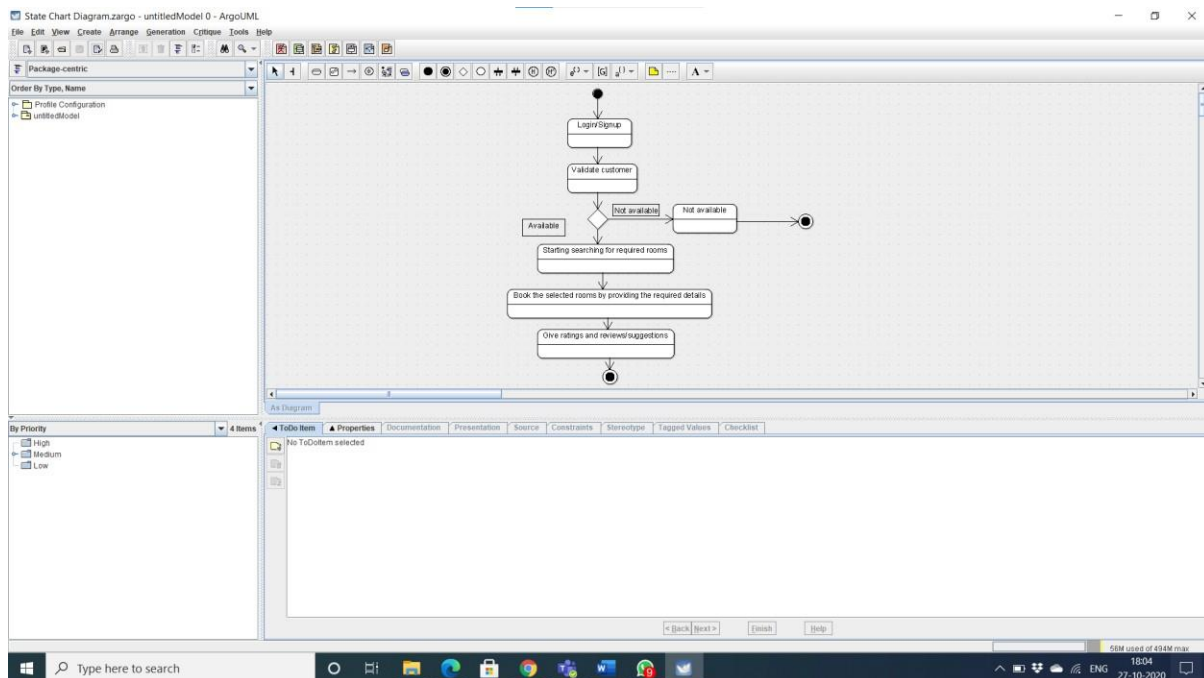 State Chart Diagram.zargo - untitledModel 0 - ArgoUML
File Edit View Create Arrange Generation Critique Tools Help
Package-centric
Order By Type, Name
Profile Configuration
untitledModel
Login/Signup
Validate customer
Not available
Not available
Available
Starting searching for required rooms
Book the selected rooms by providing the required details
Give ratings and reviews/suggestions
As Diagram
By Priority
4 Items
High
Medium
Low
ToDo Item Properties Documentation Presentation Source Constraints Stereotype Tagged Values Checklist
No ToDoItem selected
< Back Next > Finish Help
56M used of 494M max
Type here to search
9
ENG
18:04
27-10-2020